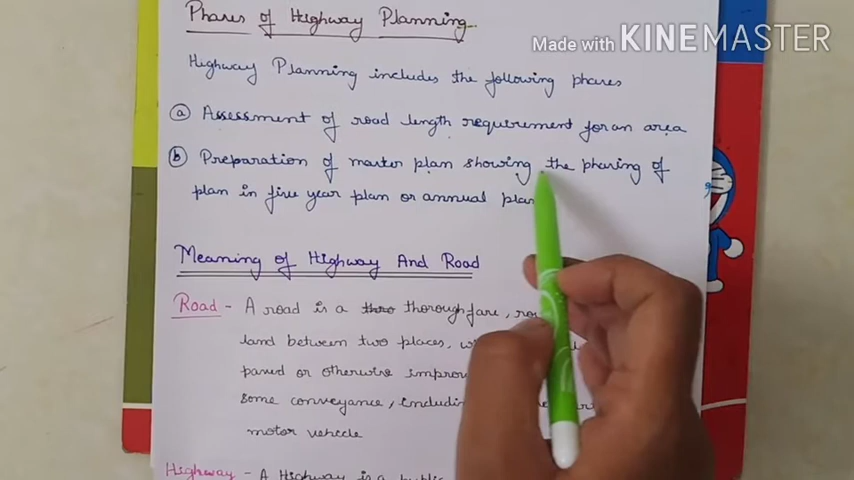 Phases of Highway Planning
Made with KINEMASTER
Highway Planning includes the following phases
(a) Assessment of road length requirement for an area
(b) Preparation of master plan showing the phasing of
plan in five year plan or annual plan
Meaning of Highway And Road
Road - A road is a thoroughfare,
land between two places,
paved or otherwise
some conveyance,
motor vehicle
Highway - A Highway is a